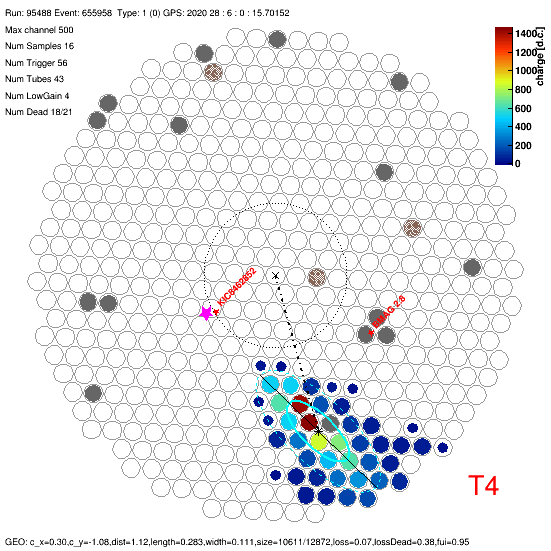 Run: 95488 Event: 655958 Type: 1 (0) GPS: 2020 28 : 6 : 0 : 15.70152
Max channel 500
Num Samples 16
Num Trigger 56
Num Tubes 43
Num LowGain 4
Num Dead 18/21
1400
1200
1000
800
600
400
200
0
charge [d.c.]
KIC8462852
T4
GEO: c_x=0.30,c_y=-1.08,dist=1.12,length=0.283,width=0.111,size=10611/12872,loss=0.07,lossDead=0.38,fui=0.95